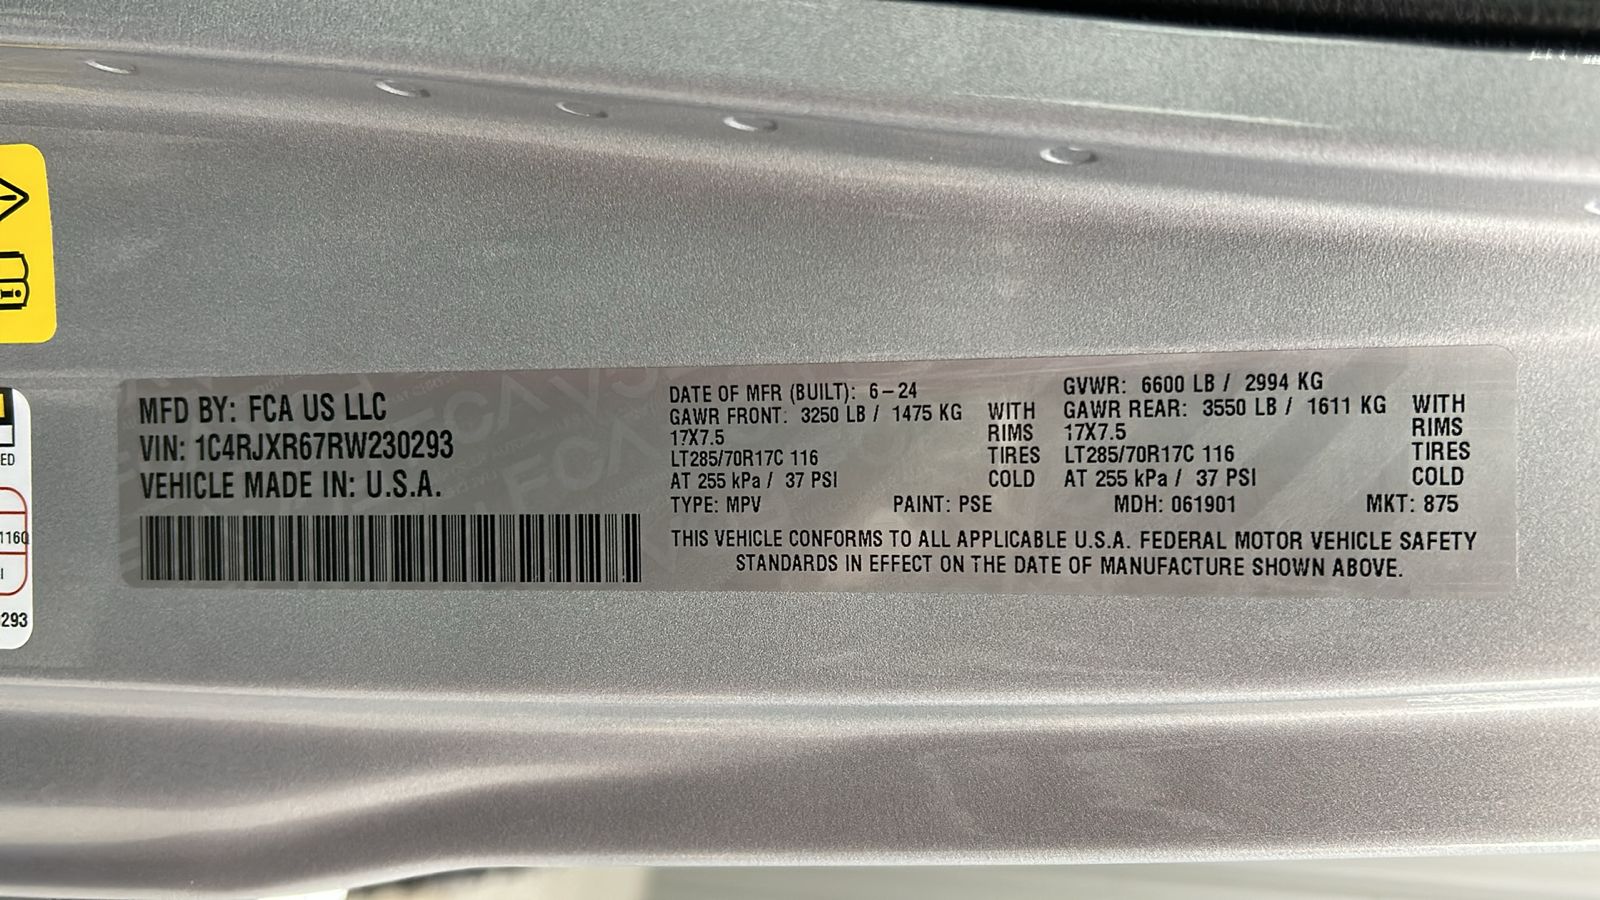 MFD BY: FCA US LLC
VIN: 1C4RJXR67RW230293
VEHICLE MADE IN: U.S.A.
DATE OF MFR (BUILT): 6-24
GAWR FRONT: 3250 LB / 1475 KG WITH
17X7.5 RIMS
LT285/70R17C 116 TIRES
AT 255 kPa / 37 PSI COLD
GVWR: 6600 LB / 2994 KG
GAWR REAR: 3550 LB / 1611 KG WITH
17X7.5 RIMS
LT285/70R17C 116 TIRES
AT 255 kPa / 37 PSI COLD
TYPE: MPV PAINT: PSE MDH: 061901 MKT: 875
THIS VEHICLE CONFORMS TO ALL APPLICABLE U.S.A. FEDERAL MOTOR VEHICLE SAFETY
STANDARDS IN EFFECT ON THE DATE OF MANUFACTURE SHOWN ABOVE.
ED
293